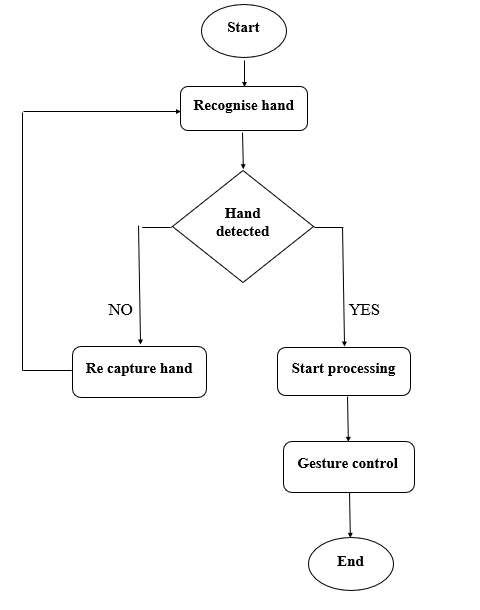 Start
Recognise hand
Hand
detected
NO
YES
Re capture hand
Start processing
Gesture control
End